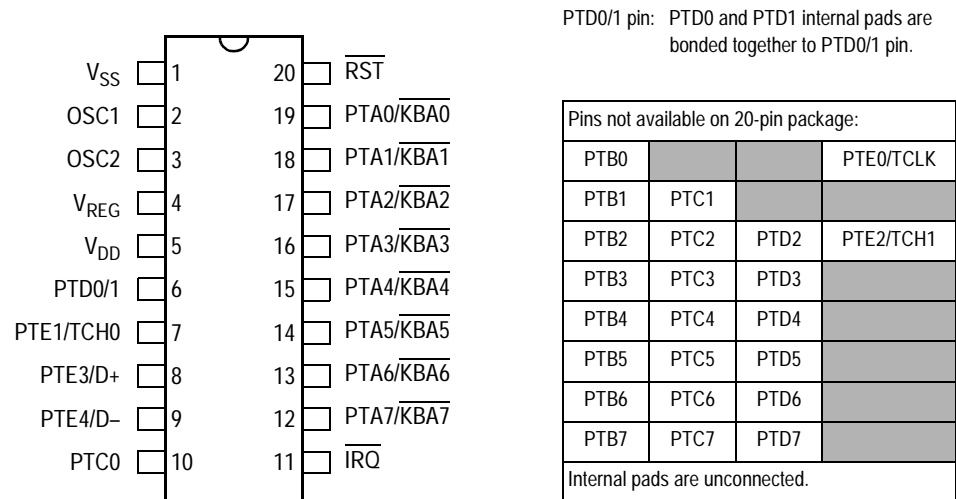 PTD0/1 pin: PTD0 and PTD1 internal pads are
bonded together to PTD0/1 pin.
VSS 1 20 RST
OSC1 2 19 PTA0/KBA0
OSC2 3 18 PTA1/KBA1
VREG 4 17 PTA2/KBA2
VDD 5 16 PTA3/KBA3
PTD0/1 6 15 PTA4/KBA4
PTE1/TCH0 7 14 PTA5/KBA5
PTE3/D+ 8 13 PTA6/KBA6
PTE4/D– 9 12 PTA7/KBA7
PTC0 10 11 IRQ
Pins not available on 20-pin package:
PTB0 PTE0/TCLK
PTB1 PTC1
PTB2 PTC2 PTD2 PTE2/TCH1
PTB3 PTC3 PTD3
PTB4 PTC4 PTD4
PTB5 PTC5 PTD5
PTB6 PTC6 PTD6
PTB7 PTC7 PTD7
Internal pads are unconnected.